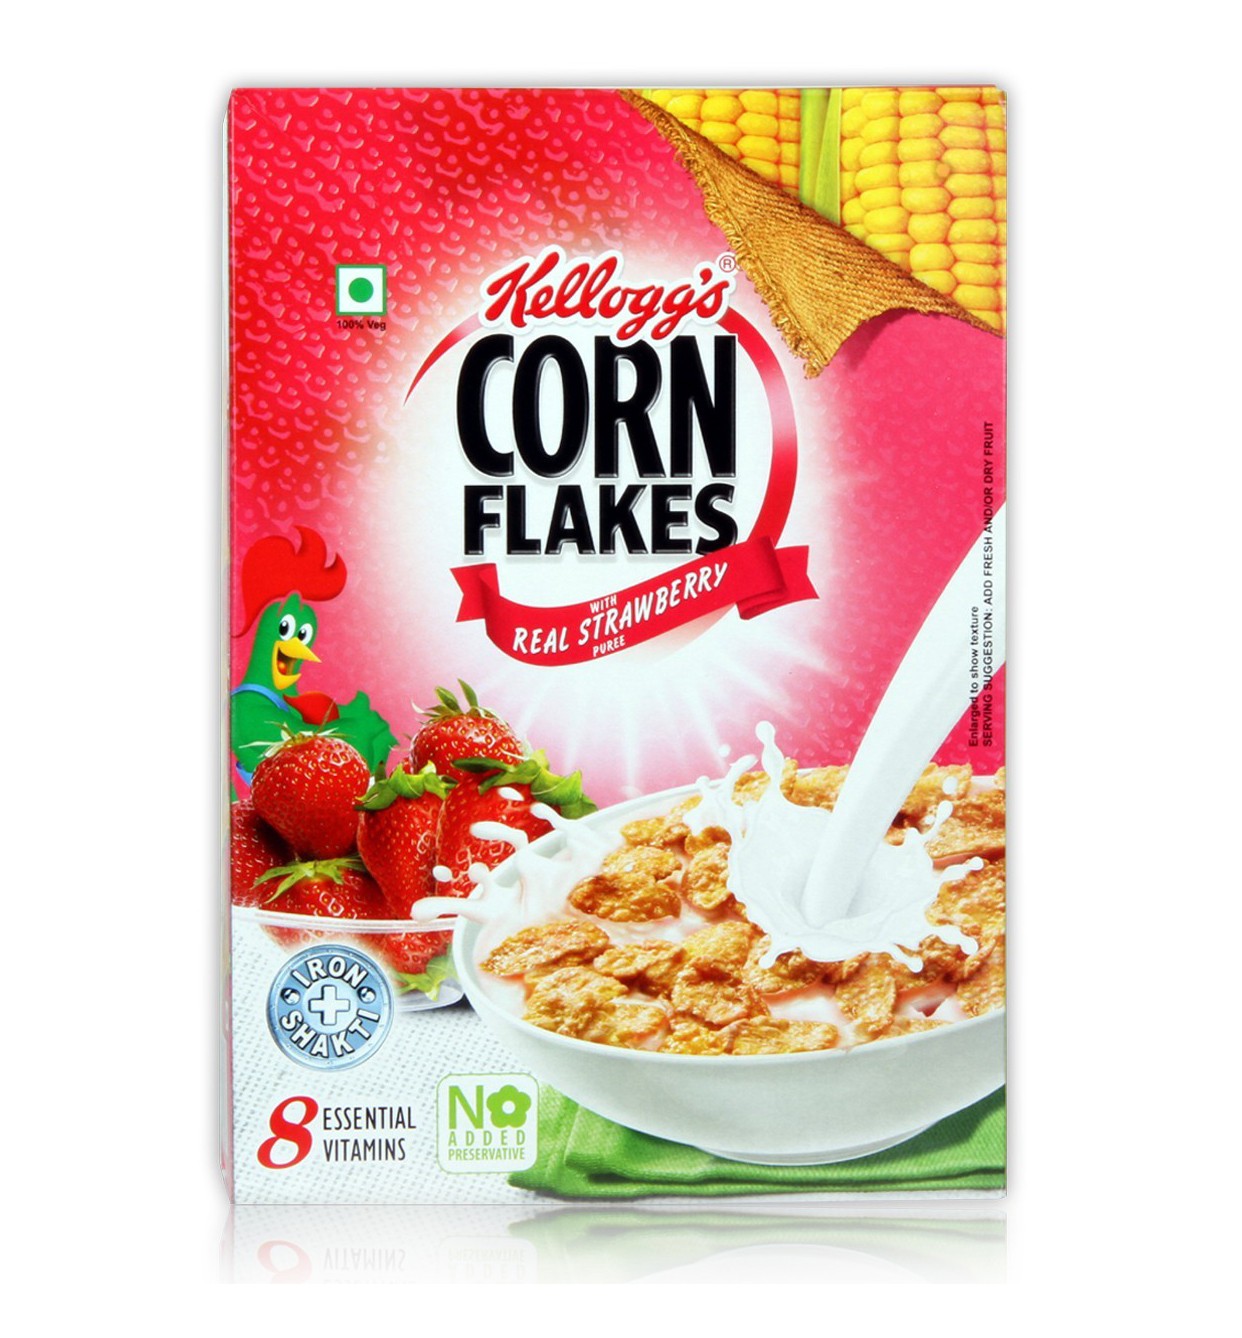 Kellogg's®
100% Veg
CORN
FLAKES
WITH
REAL STRAWBERRY
PUREE
Enlarged to show texture
SERVING SUGGESTION: ADD FRESH AND/OR DRY FRUIT
IRON
SHAKTI
8 ESSENTIAL
VITAMINS
NO
ADDED
PRESERVATIVE